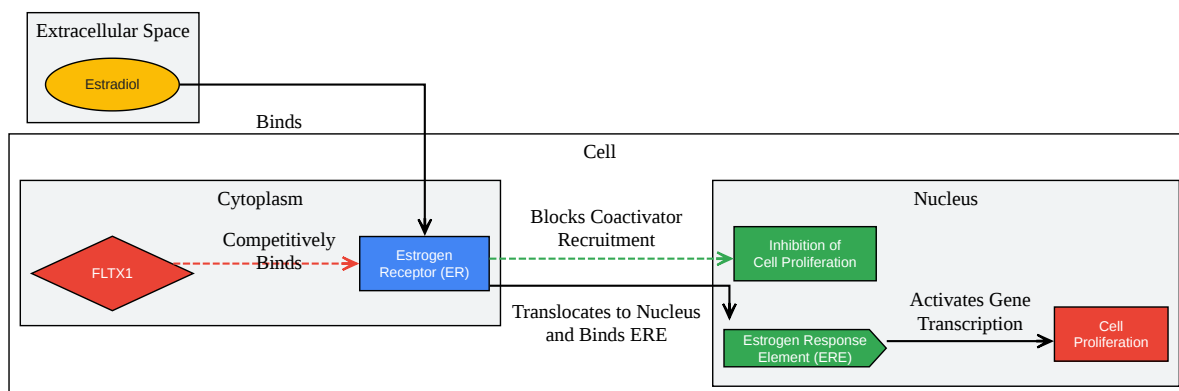 Extracellular Space
Estradiol
Binds
Cell
Cytoplasm
Nucleus
Competitively
Binds
FLTX1
Estrogen
Receptor (ER)
Blocks Coactivator
Recruitment
Inhibition of
Cell Proliferation
Translocates to Nucleus
and Binds ERE
Estrogen Response
Element (ERE)
Activates Gene
Transcription
Cell
Proliferation